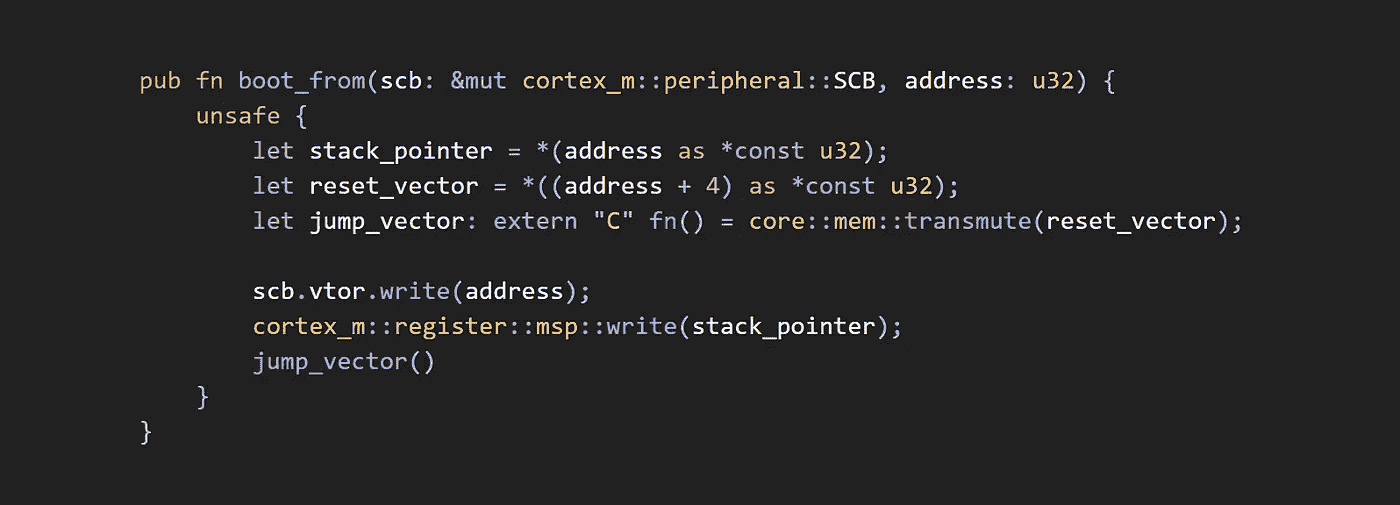 pub fn boot_from(scb: &mut cortex_m::peripheral::SCB, address: u32) {
    unsafe {
        let stack_pointer = *(address as *const u32);
        let reset_vector = *((address + 4) as *const u32);
        let jump_vector: extern "C" fn() = core::mem::transmute(reset_vector);

        scb.vtor.write(address);
        cortex_m::register::msp::write(stack_pointer);
        jump_vector()
    }
}